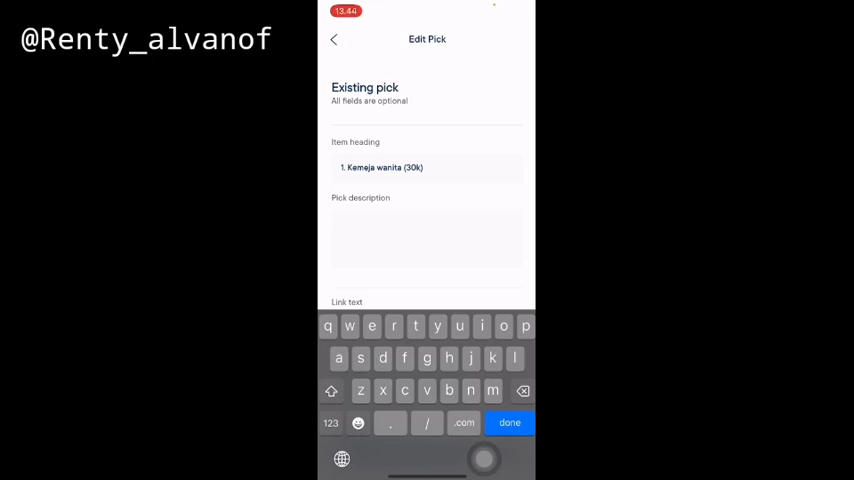 @Renty_alvanof
13.44
Edit Pick
Existing pick
All fields are optional
Item heading
1. Kemeja wanita (30k)
Pick description
Link text
q w e r t y u i o p
a s d f g h j k l
z x c v b n m
123 . / .com done